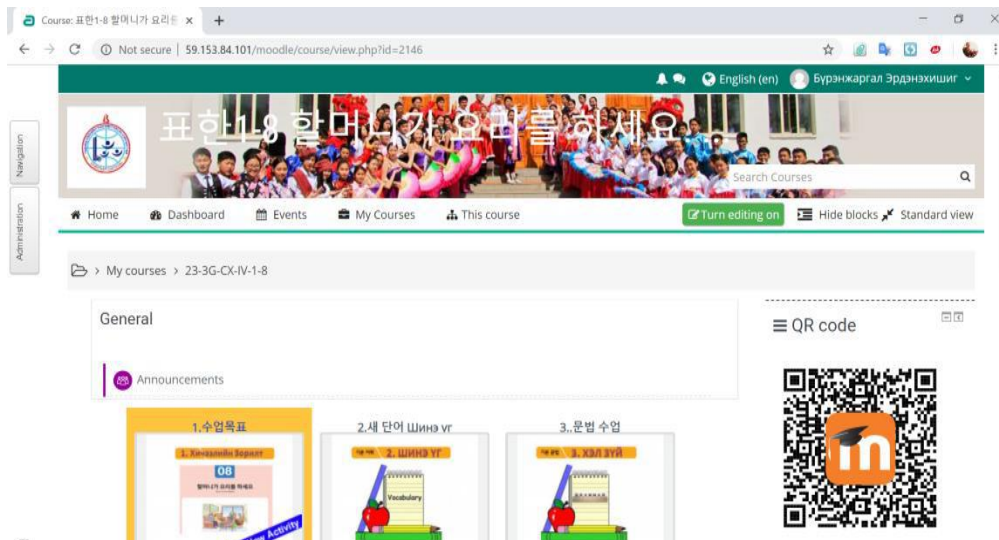 Course: 표한1-8 할머니가 요리를
Not secure | 59.153.84.101/moodle/course/view.php?id=2146
English (en) Бүрэнжаргал Эрдэнэхишиг
표한1-8 할머니가 요리를 하세요
Search Courses
Navigation
Administration
Home Dashboard Events My Courses This course Turn editing on Hide blocks Standard view
> My courses > 23-3G-CX-IV-1-8
General
QR code
Announcements
1.수업목표 2.새 단어 Шинэ үг 3..문법 수업
1. Хичээлийн Зорилт 2. ШИНЭ ҮГ 3. ХЭЛ ЗҮЙ
08
할머니가 요리를 하세요
Vocabulary
Activity